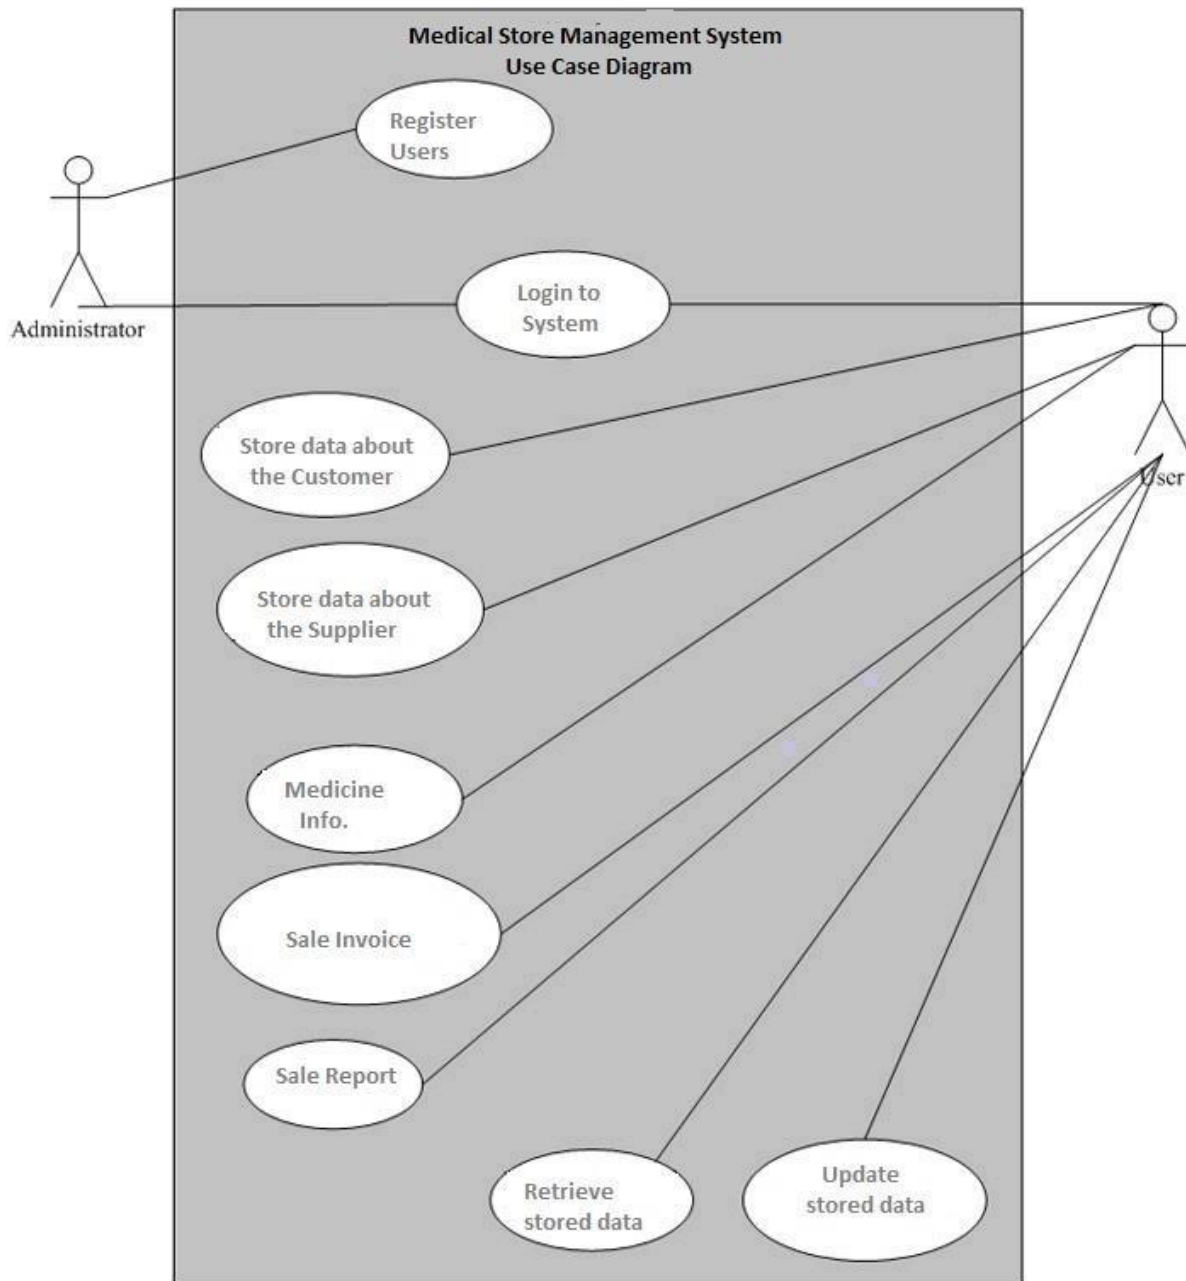 Medical Store Management System
Use Case Diagram
Register
Users
Administrator
Login to
System
User
Store data about
the Customer
Store data about
the Supplier
Medicine
Info.
Sale Invoice
Sale Report
Retrieve
stored data
Update
stored data